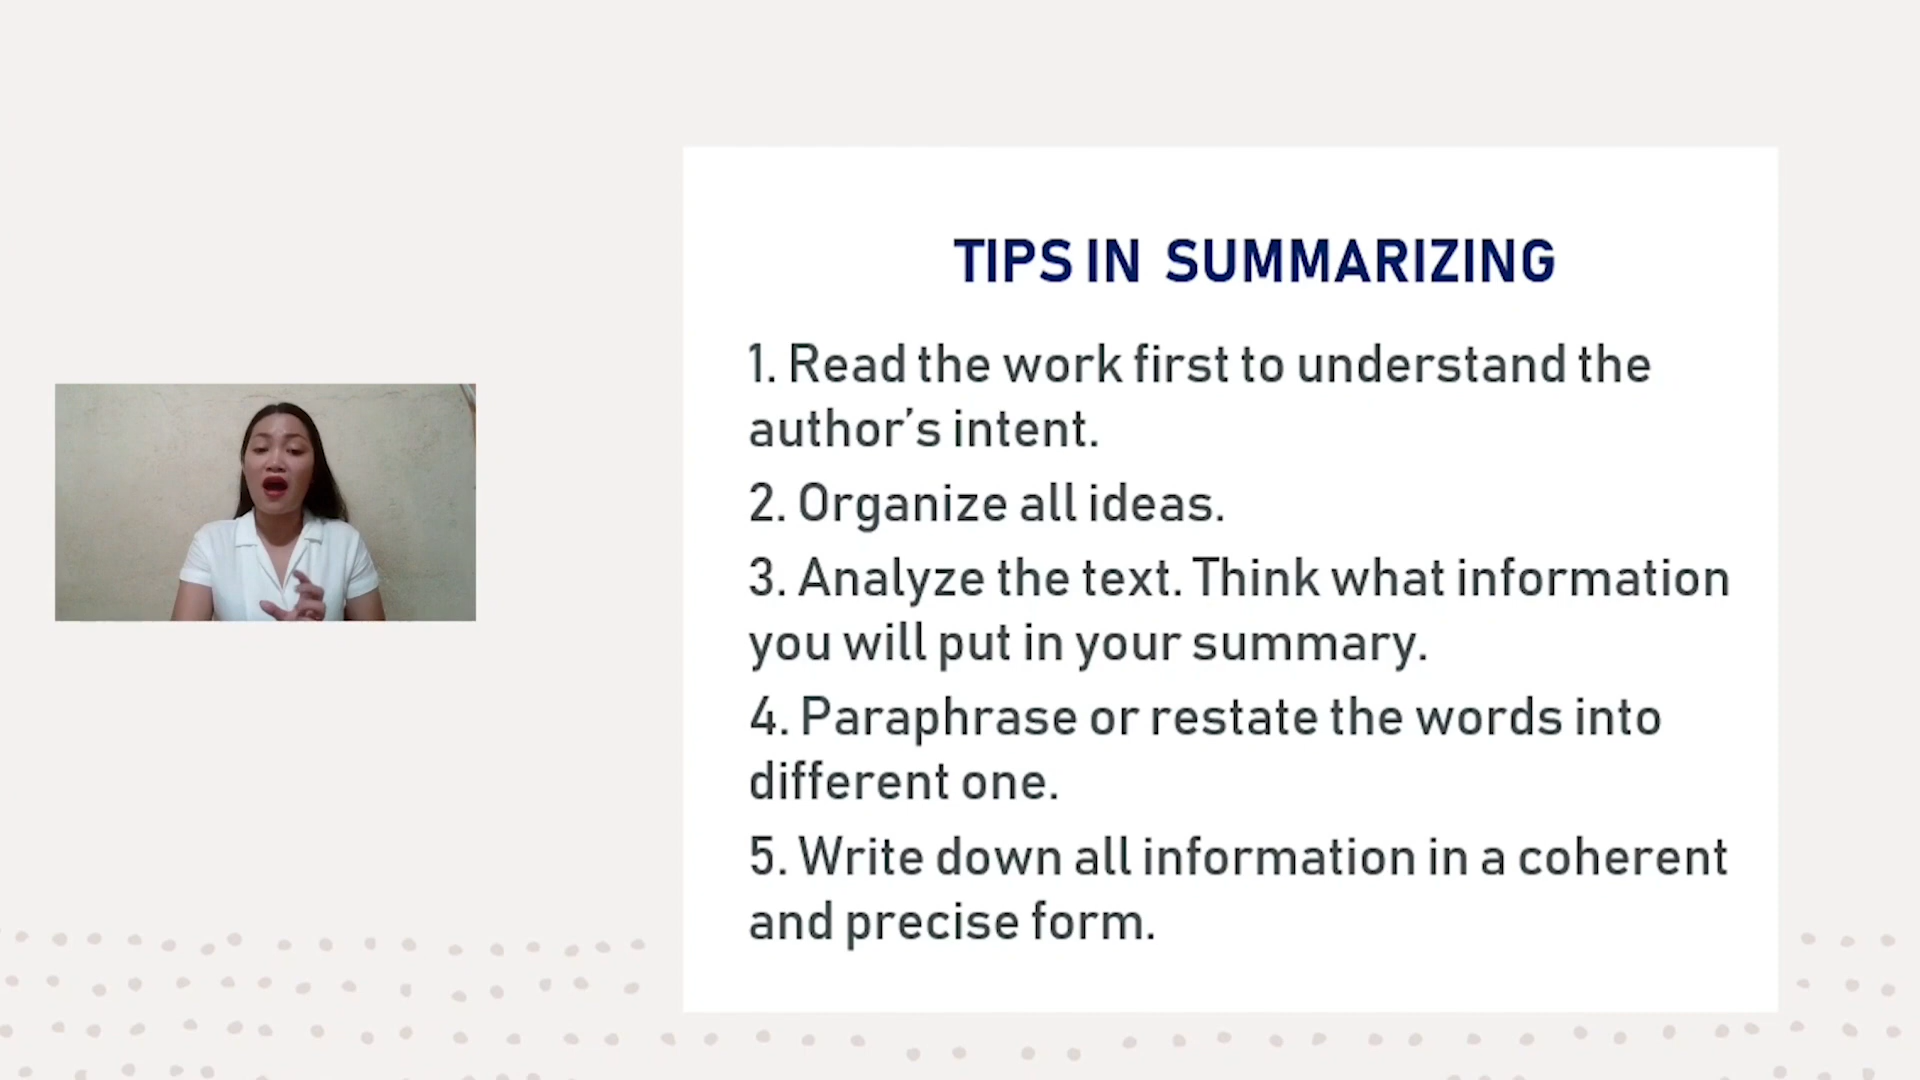 TIPS IN SUMMARIZING
1. Read the work first to understand the
author’s intent.
2. Organize all ideas.
3. Analyze the text. Think what information
you will put in your summary.
4. Paraphrase or restate the words into
different one.
5. Write down all information in a coherent
and precise form.